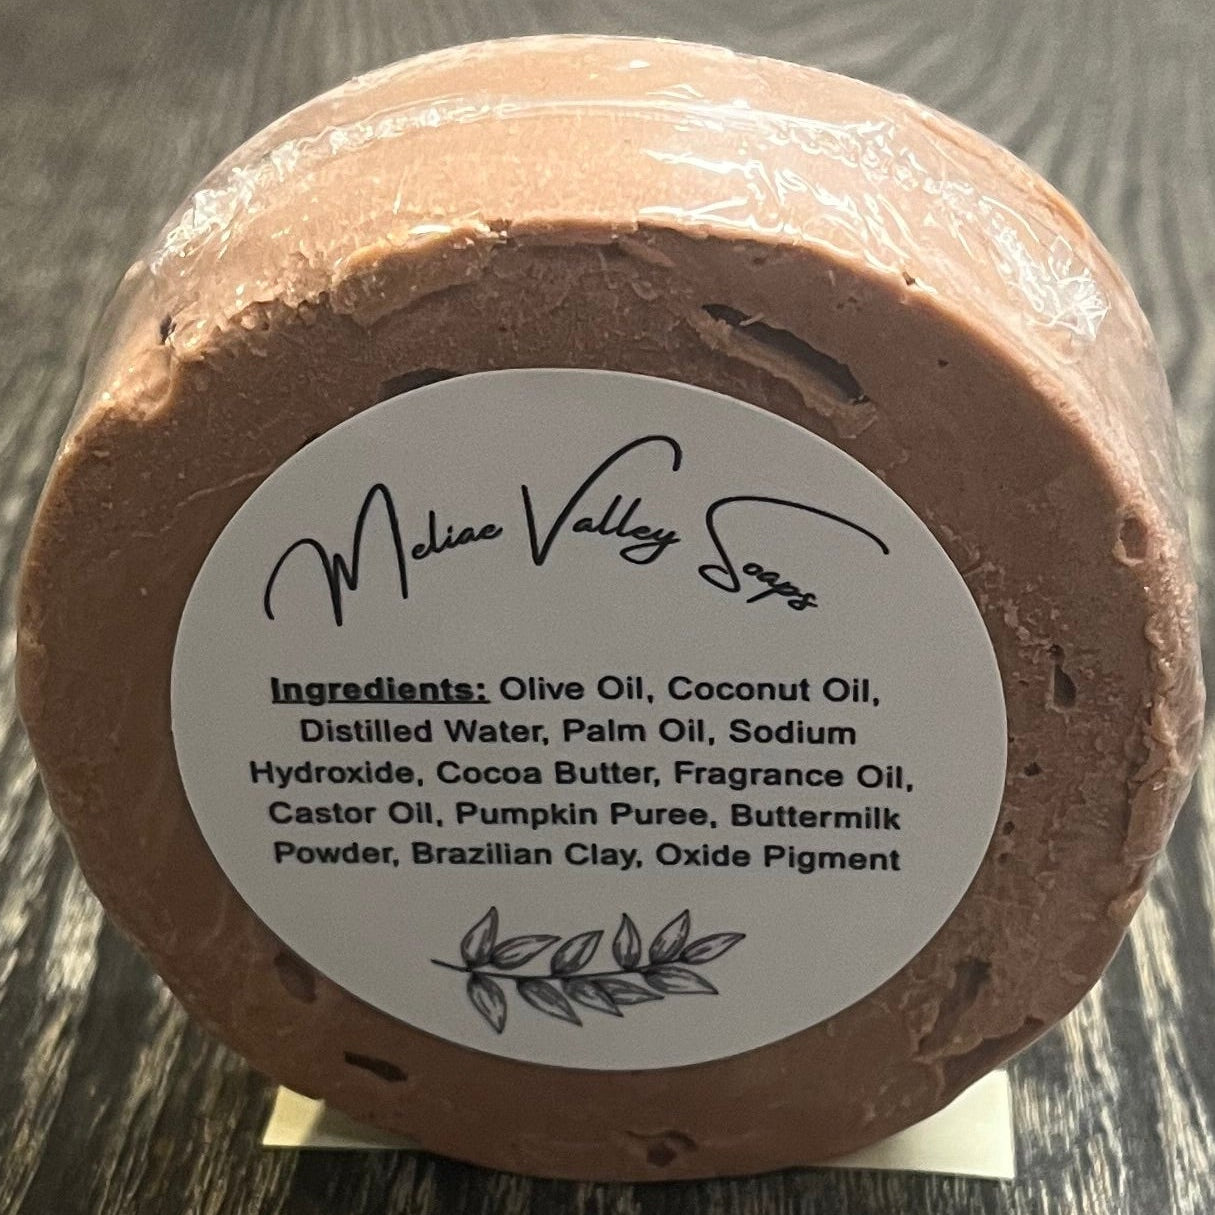 Meliae Valley Soaps
Ingredients: Olive Oil, Coconut Oil,
Distilled Water, Palm Oil, Sodium
Hydroxide, Cocoa Butter, Fragrance Oil,
Castor Oil, Pumpkin Puree, Buttermilk
Powder, Brazilian Clay, Oxide Pigment